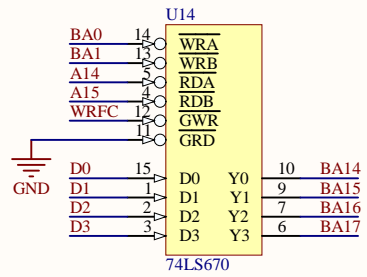 U14
BA0 14 WRA
BA1 13 WRB
A14 5 RDA
A15 4 RDB
WRFC 12 GWR
11 GRD
GND
D0 15 D0 Y0 10 BA14
D1 1 D1 Y1 9 BA15
D2 2 D2 Y2 7 BA16
D3 3 D3 Y3 6 BA17
74LS670